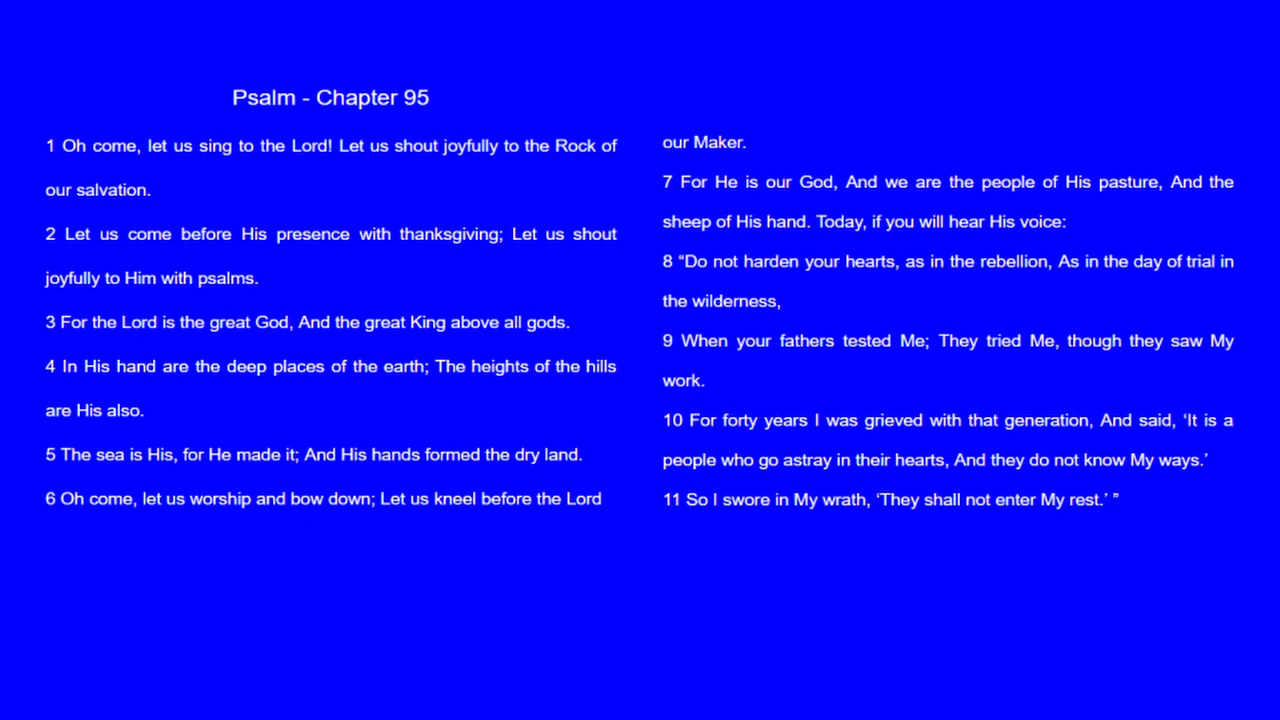 Psalm - Chapter 95
1 Oh come, let us sing to the Lord! Let us shout joyfully to the Rock of
our salvation.
2 Let us come before His presence with thanksgiving; Let us shout
joyfully to Him with psalms.
3 For the Lord is the great God, And the great King above all gods.
4 In His hand are the deep places of the earth; The heights of the hills
are His also.
5 The sea is His, for He made it; And His hands formed the dry land.
6 Oh come, let us worship and bow down; Let us kneel before the Lord
our Maker.
7 For He is our God, And we are the people of His pasture, And the
sheep of His hand. Today, if you will hear His voice:
8 “Do not harden your hearts, as in the rebellion, As in the day of trial in
the wilderness,
9 When your fathers tested Me; They tried Me, though they saw My
work.
10 For forty years I was grieved with that generation, And said, ‘It is a
people who go astray in their hearts, And they do not know My ways.’
11 So I swore in My wrath, ‘They shall not enter My rest.’ ”